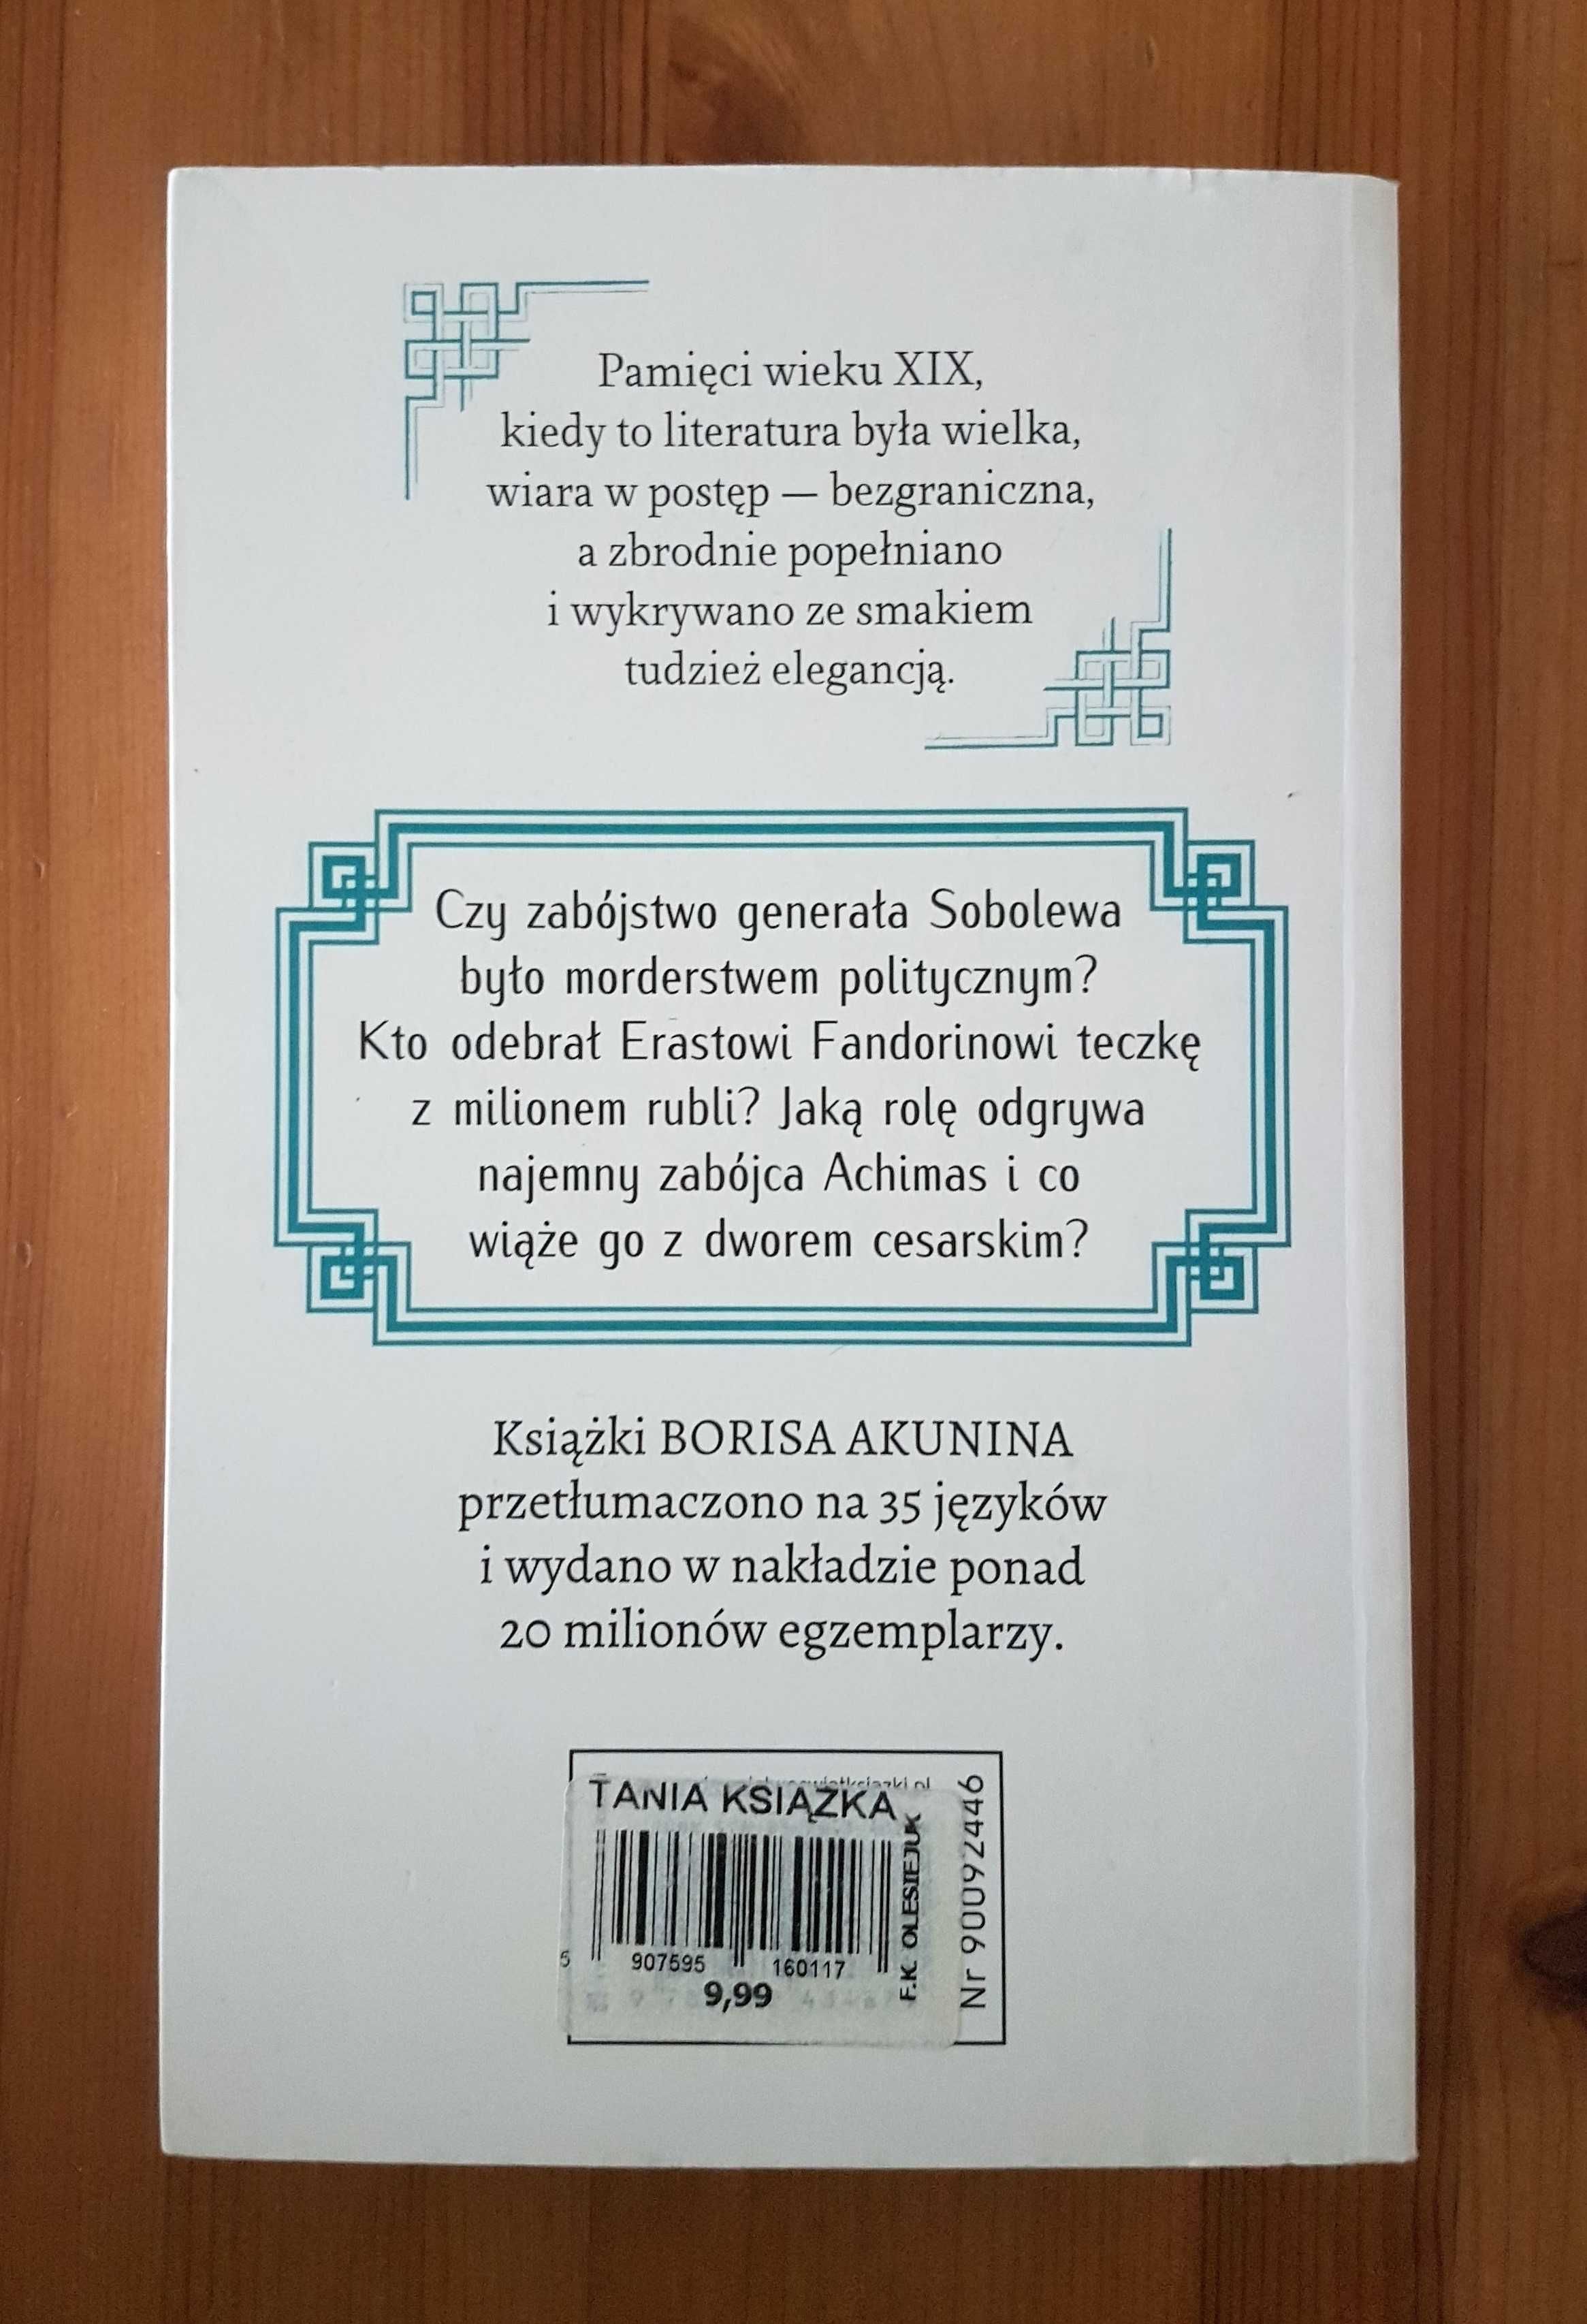 Pamięci wieku XIX,
kiedy to literatura była wielka,
wiara w postęp — bezgraniczna,
a zbrodnie popełniano
i wykrywano ze smakiem
tudzież elegancją.
Czy zabójstwo generała Sobolewa
było morderstwem politycznym?
Kto odebrał Erastowi Fandorinowi teczkę
z milionem rubli? Jaką rolę odgrywa
najemny zabójca Achimas i co
wiąże go z dworem cesarskim?
Książki BORISA AKUNINA
przetłumaczono na 35 języków
i wydano w nakładzie ponad
20 milionów egzemplarzy.
TANIA KSIĄŻKA
5 907595 160117
9,99
F.K. OLESIEJUK
Nr 90092446